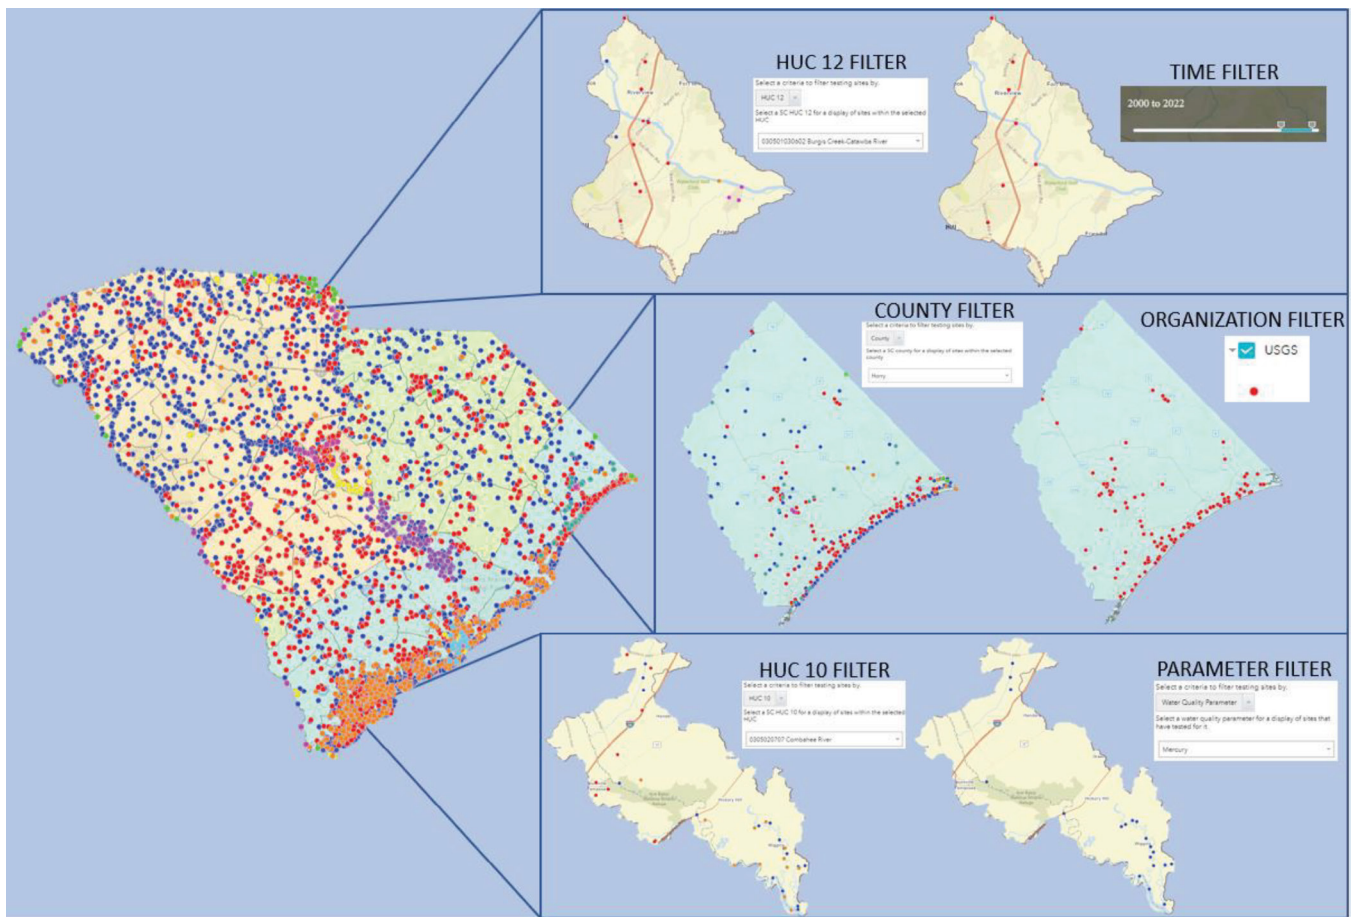 HUC 12 FILTER
Select a criteria to filter testing sites by.
HUC 12
Select a SC HUC 12 for a display of sites within the selected
HUC
030501030602 Burgis Creek-Catawba River
TIME FILTER
2000 to 2022
Riverview
Riverview
COUNTY FILTER
Select a criteria to filter testing sites by.
County
Select a SC county for a display of sites within the selected
county
Horry
ORGANIZATION FILTER
USGS
HUC 10 FILTER
Select a criteria to filter testing sites by.
HUC 10
Select a SC HUC 10 for a display of sites within the selected
HUC
0305020707 Combahee River
PARAMETER FILTER
Select a criteria to filter testing sites by.
Water Quality Parameter
Select a water quality parameter for a display of sites that
have tested for it.
Mercury